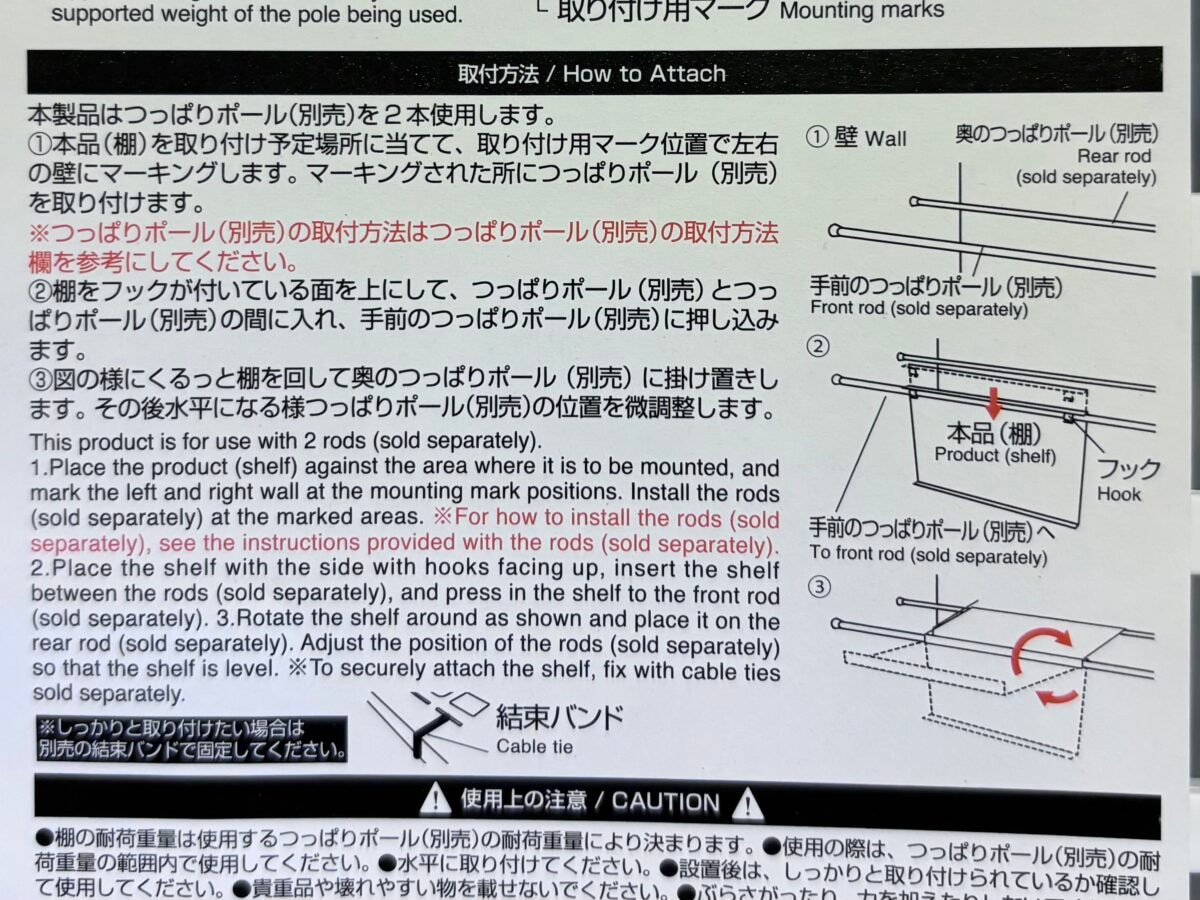 supported weight of the pole being used.
取り付け用マーク Mounting marks
取付方法 / How to Attach
本製品はつっぱりポール（別売）を２本使用します。
①本品（棚）を取り付け予定場所に当てて、取り付け用マーク位置で左右
の壁にマーキングします。マーキングされた所につっぱりポール（別売）
を取り付けます。
※つっぱりポール（別売）の取付方法はつっぱりポール（別売）の取付方法
欄を参考にしてください。
②棚をフックが付いている面を上にして、つっぱりポール（別売）とつっ
ぱりポール（別売）の間に入れ、手前のつっぱりポール（別売）に押し込み
ます。
③図の様にくるっと棚を回して奥のつっぱりポール（別売）に掛け置きし
ます。その後水平になる様つっぱりポール（別売）の位置を微調整します。
This product is for use with 2 rods (sold separately).
1.Place the product (shelf) against the area where it is to be mounted, and
mark the left and right wall at the mounting mark positions. Install the rods
(sold separately) at the marked areas. ※For how to install the rods (sold
separately), see the instructions provided with the rods (sold separately).
2.Place the shelf with the side with hooks facing up, insert the shelf
between the rods (sold separately), and press in the shelf to the front rod
(sold separately). 3.Rotate the shelf around as shown and place it on the
rear rod (sold separately). Adjust the position of the rods (sold separately)
so that the shelf is level. ※To securely attach the shelf, fix with cable ties
sold separately.
※しっかりと取り付けたい場合は
別売の結束バンドで固定してください。
結束バンド
Cable tie
① 壁 Wall
奥のつっぱりポール（別売）
Rear rod
(sold separately)
手前のつっぱりポール（別売）
Front rod (sold separately)
②
本品（棚）
Product (shelf)
フック
Hook
手前のつっぱりポール（別売）へ
To front rod (sold separately)
③
使用上の注意 / CAUTION
●棚の耐荷重量は使用するつっぱりポール（別売）の耐荷重量により決まります。●使用の際は、つっぱりポール（別売）の耐
荷重量の範囲内で使用してください。●水平に取り付けてください。●設置後は、しっかりと取り付けられているか確認し
て使用してください。●貴重品や壊れやすい物を載せないでください。●ぶらさがったり、力を加えたりしな